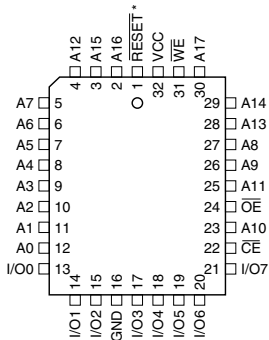 A12
A15
A16
RESET*
VCC
WE
A17
4
3
2
1
32
31
30
A7 5
A6 6
A5 7
A4 8
A3 9
A2 10
A1 11
A0 12
I/O0 13
29 A14
28 A13
27 A8
26 A9
25 A11
24 OE
23 A10
22 CE
21 I/O7
14
15
16
17
18
19
20
I/O1
I/O2
GND
I/O3
I/O4
I/O5
I/O6